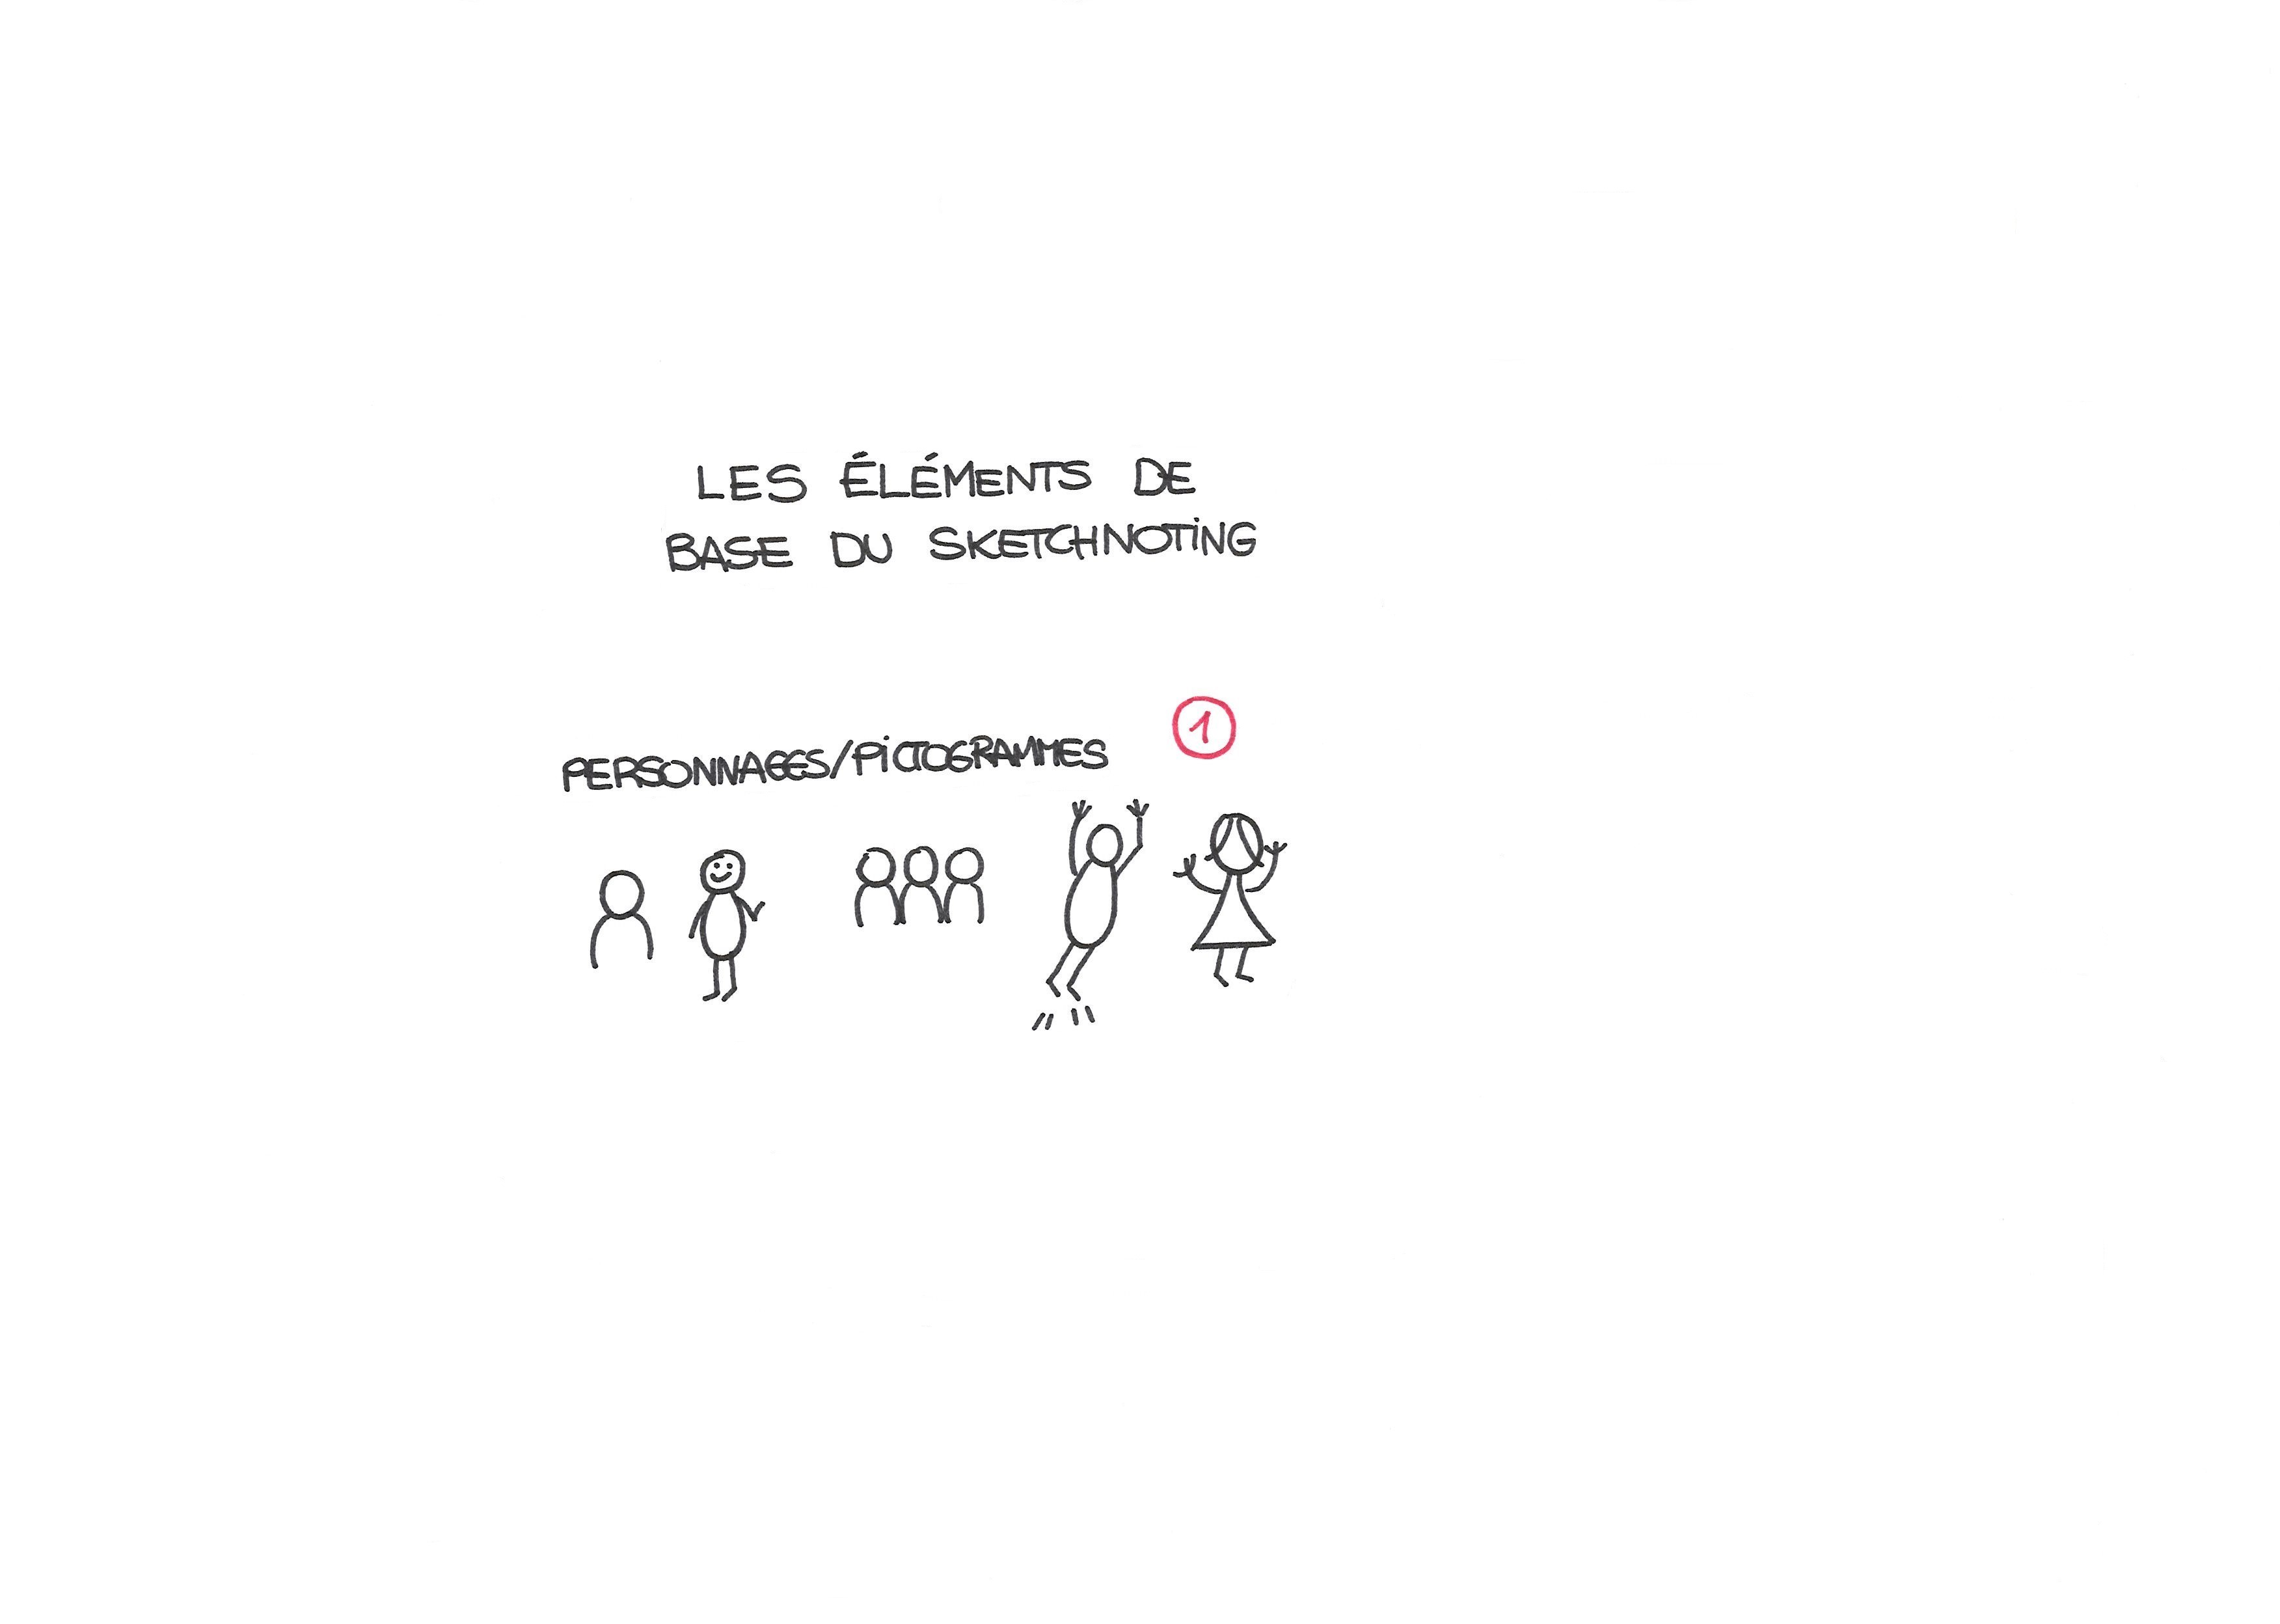 LES ÉLÉMENTS DE
BASE DU SKETCHNOTING
1
PERSONNAGES/PICTOGRAMMES